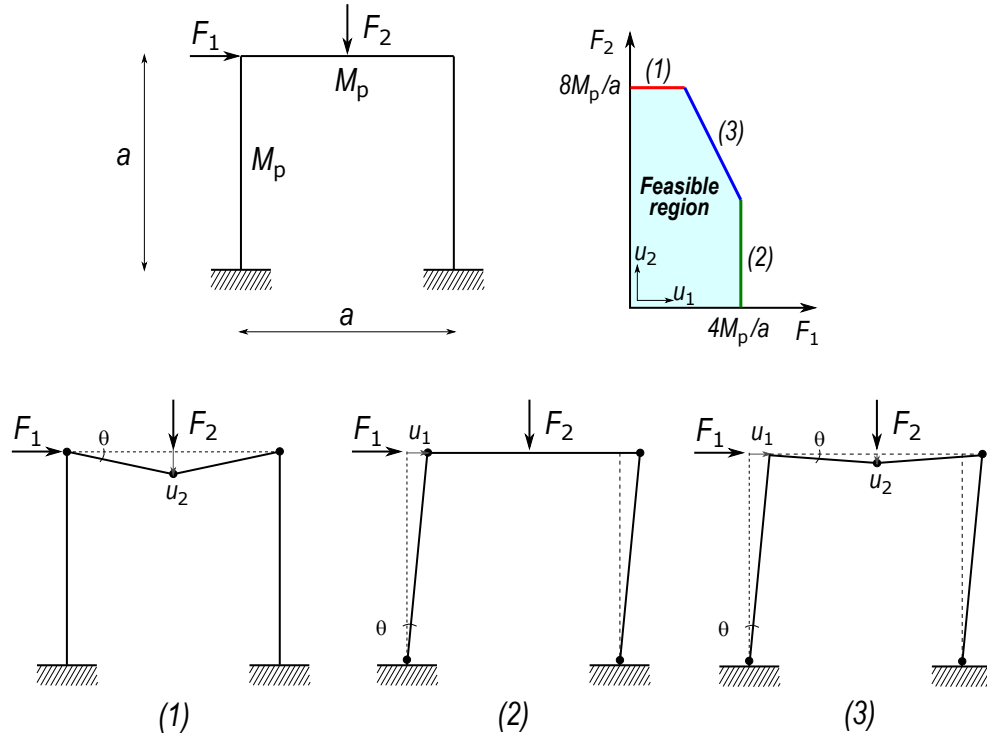 F₁
F₂
Mₚ
a
Mₚ
a
F₂
8Mₚ/a
(1)
(3)
Feasible
region
(2)
u₂
u₁
4Mₚ/a
F₁
F₁
θ
F₂
u₂
(1)
F₁
u₁
F₂
θ
(2)
F₁
u₁
θ
F₂
u₂
θ
(3)